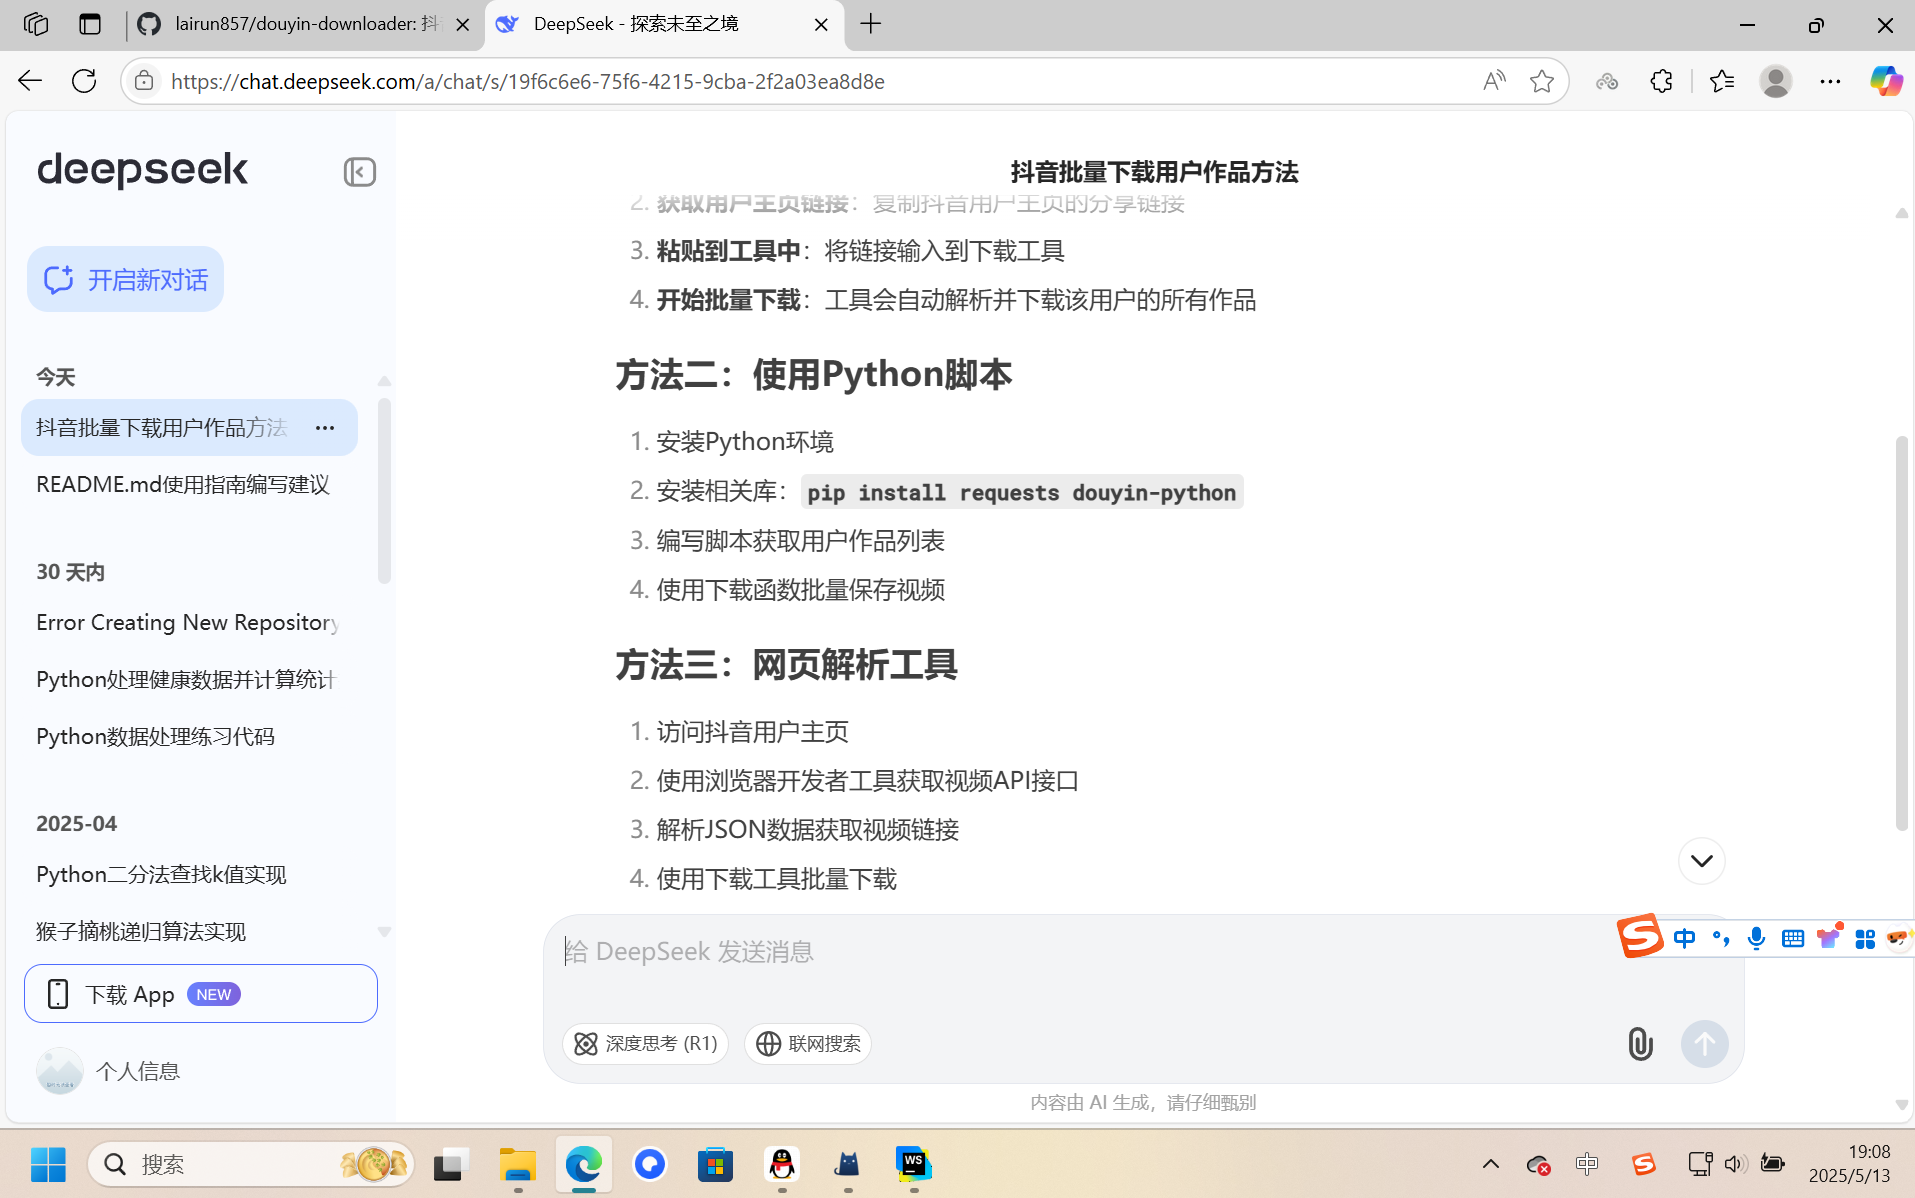 lairun857/douyin-downloader: 抖
DeepSeek - 探索未至之境
https://chat.deepseek.com/a/chat/s/19f6c6e6-75f6-4215-9cba-2f2a03ea8d8e
deepseek
开启新对话
今天
抖音批量下载用户作品方法
README.md使用指南编写建议
30 天内
Error Creating New Repository
Python处理健康数据并计算统计
Python数据处理练习代码
2025-04
Python二分法查找k值实现
猴子摘桃递归算法实现
下载 App NEW
个人信息
抖音批量下载用户作品方法
2. 获取用户主页链接：复制抖音用户主页的分享链接
3. 粘贴到工具中：将链接输入到下载工具
4. 开始批量下载：工具会自动解析并下载该用户的所有作品
方法二：使用Python脚本
1. 安装Python环境
2. 安装相关库：pip install requests douyin-python
3. 编写脚本获取用户作品列表
4. 使用下载函数批量保存视频
方法三：网页解析工具
1. 访问抖音用户主页
2. 使用浏览器开发者工具获取视频API接口
3. 解析JSON数据获取视频链接
4. 使用下载工具批量下载
给 DeepSeek 发送消息
深度思考 (R1)
联网搜索
内容由 AI 生成，请仔细甄别
中
搜索
WS
中
19:08
2025/5/13